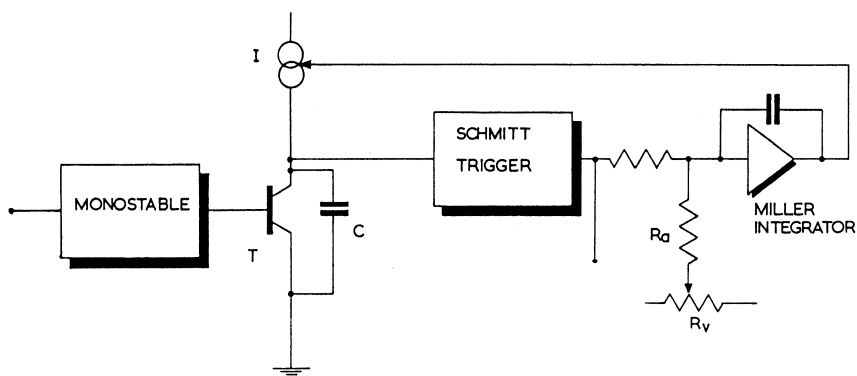 I
SCHMITT
TRIGGER
MONOSTABLE
T
C
MILLER
INTEGRATOR
Ra
Rv